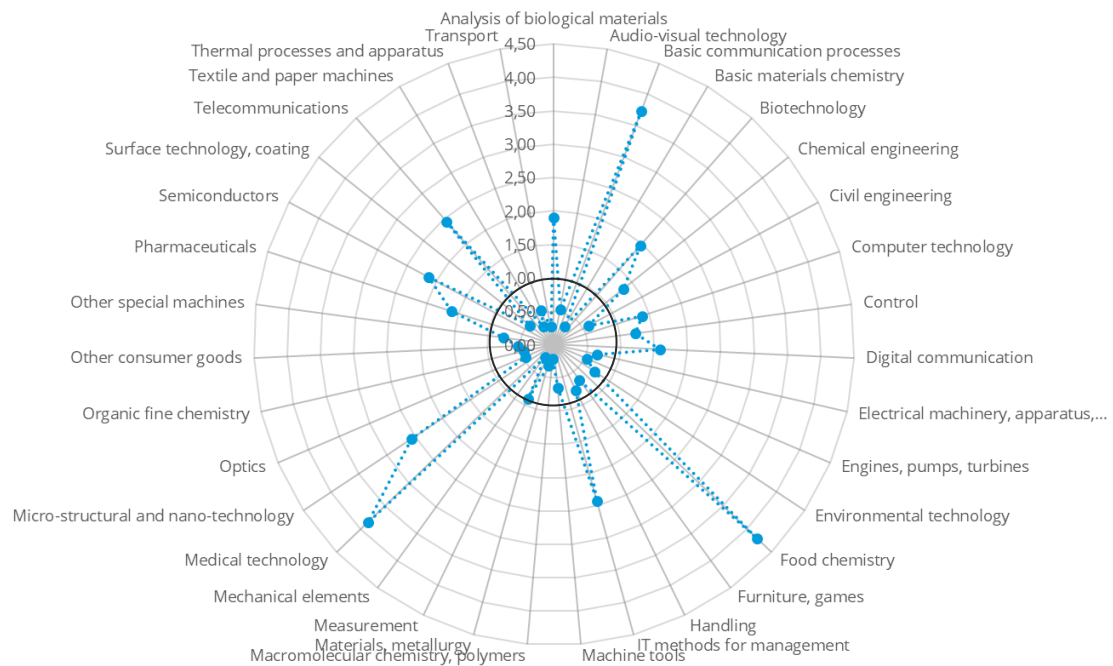 Analysis of biological materials
Transport
Audio-visual technology
4,50
Thermal processes and apparatus
Basic communication processes
Textile and paper machines
4,00
Basic materials chemistry
Telecommunications
3,50
Biotechnology
3,00
Surface technology, coating
Chemical engineering
2,50
Semiconductors
Civil engineering
2,00
Pharmaceuticals
1,50
Computer technology
1,00
Other special machines
Control
0,50
0,00
Other consumer goods
Digital communication
Organic fine chemistry
Electrical machinery, apparatus,...
Optics
Engines, pumps, turbines
Micro-structural and nano-technology
Environmental technology
Medical technology
Food chemistry
Mechanical elements
Furniture, games
Measurement
Handling
Materials, metallurgy
IT methods for management
Macromolecular chemistry, polymers
Machine tools